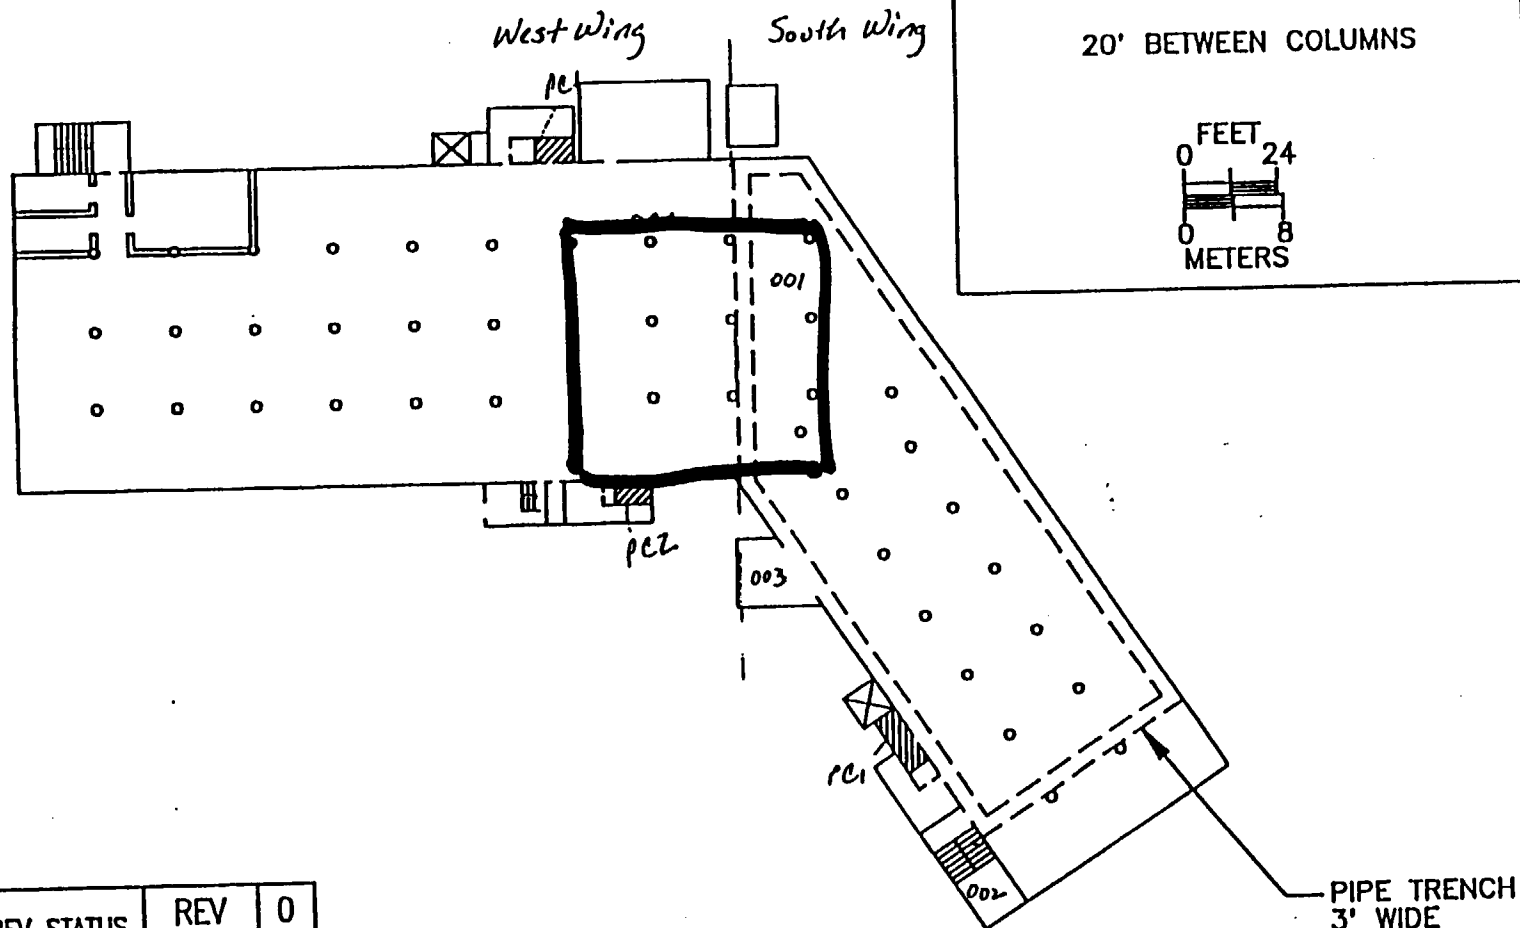 West Wing
South Wing
20' BETWEEN COLUMNS
PC
FEET
0 24
0 8
METERS
001
PC2
003
PC1
002
PIPE TRENCH
3' WIDE
REV STATUS
REV 0